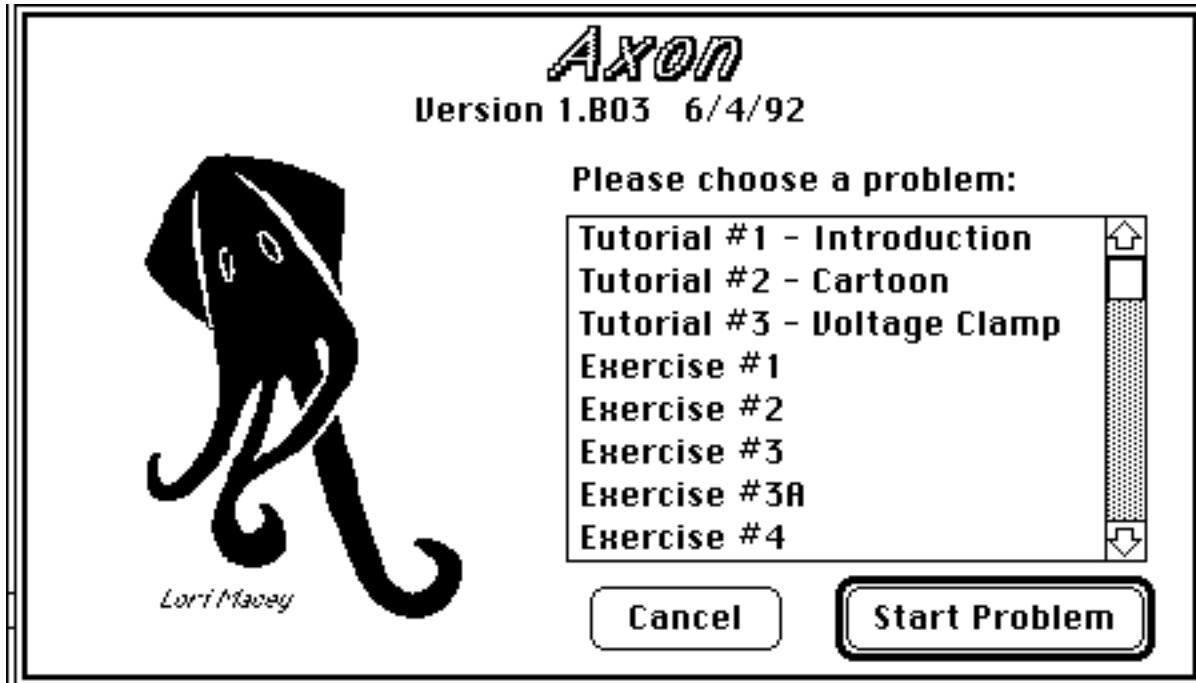 Axon
Version 1.B03 6/4/92
Please choose a problem:
Tutorial #1 - Introduction
Tutorial #2 - Cartoon
Tutorial #3 - Voltage Clamp
Exercise #1
Exercise #2
Exercise #3
Exercise #3A
Exercise #4
Lori Macey
Cancel
Start Problem